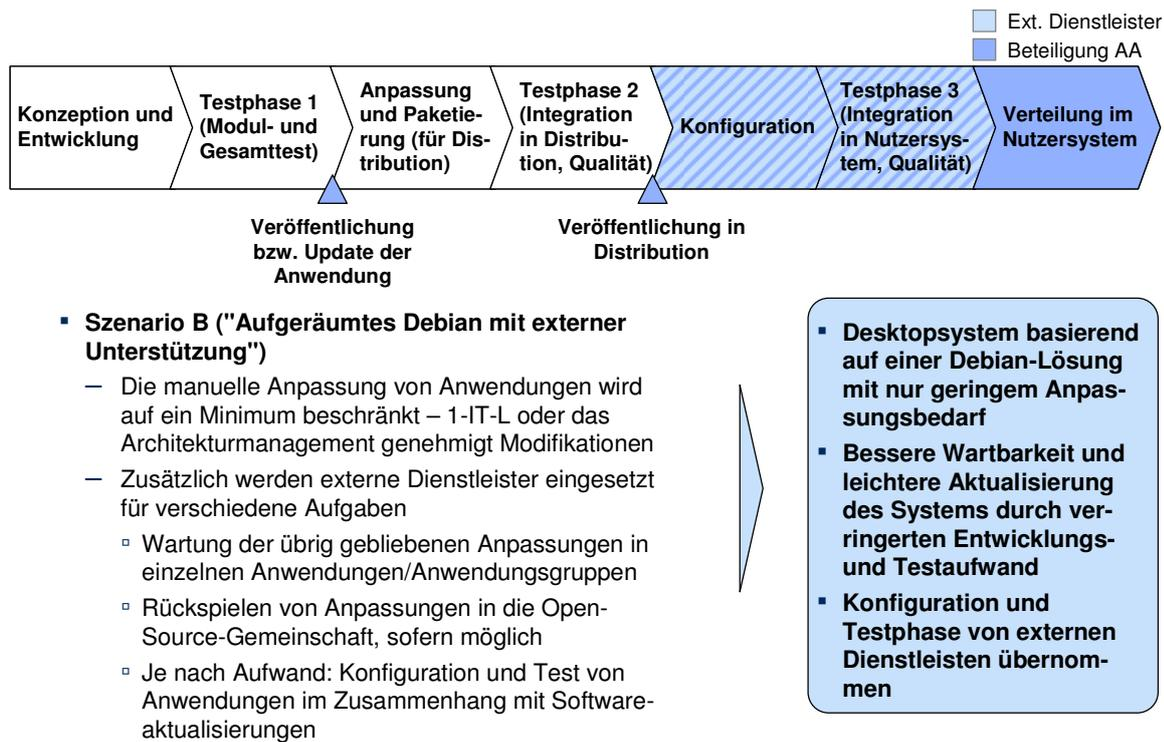 Ext. Dienstleister
Beteiligung AA
Konzeption und
Entwicklung
Testphase 1
(Modul- und
Gesamttest)
Anpassung
und Paketie-
rung (für Dis-
tribution)
Testphase 2
(Integration
in Distribu-
tion, Qualität)
Konfiguration
Testphase 3
(Integration
in Nutzersys-
tem, Qualität)
Verteilung im
Nutzersystem
Veröffentlichung
bzw. Update der
Anwendung
Veröffentlichung in
Distribution
▪ Szenario B ("Aufgeräumtes Debian mit externer
Unterstützung")
— Die manuelle Anpassung von Anwendungen wird
auf ein Minimum beschränkt – 1-IT-L oder das
Architekturmanagement genehmigt Modifikationen
— Zusätzlich werden externe Dienstleister eingesetzt
für verschiedene Aufgaben
▫ Wartung der übrig gebliebenen Anpassungen in
einzelnen Anwendungen/Anwendungsgruppen
▫ Rückspielen von Anpassungen in die Open-
Source-Gemeinschaft, sofern möglich
▫ Je nach Aufwand: Konfiguration und Test von
Anwendungen im Zusammenhang mit Software-
aktualisierungen
▪ Desktopsystem basierend
auf einer Debian-Lösung
mit nur geringem Anpas-
sungsbedarf
▪ Bessere Wartbarkeit und
leichtere Aktualisierung
des Systems durch ver-
ringerten Entwicklungs-
und Testaufwand
▪ Konfiguration und
Testphase von externen
Dienstleisten übernom-
men